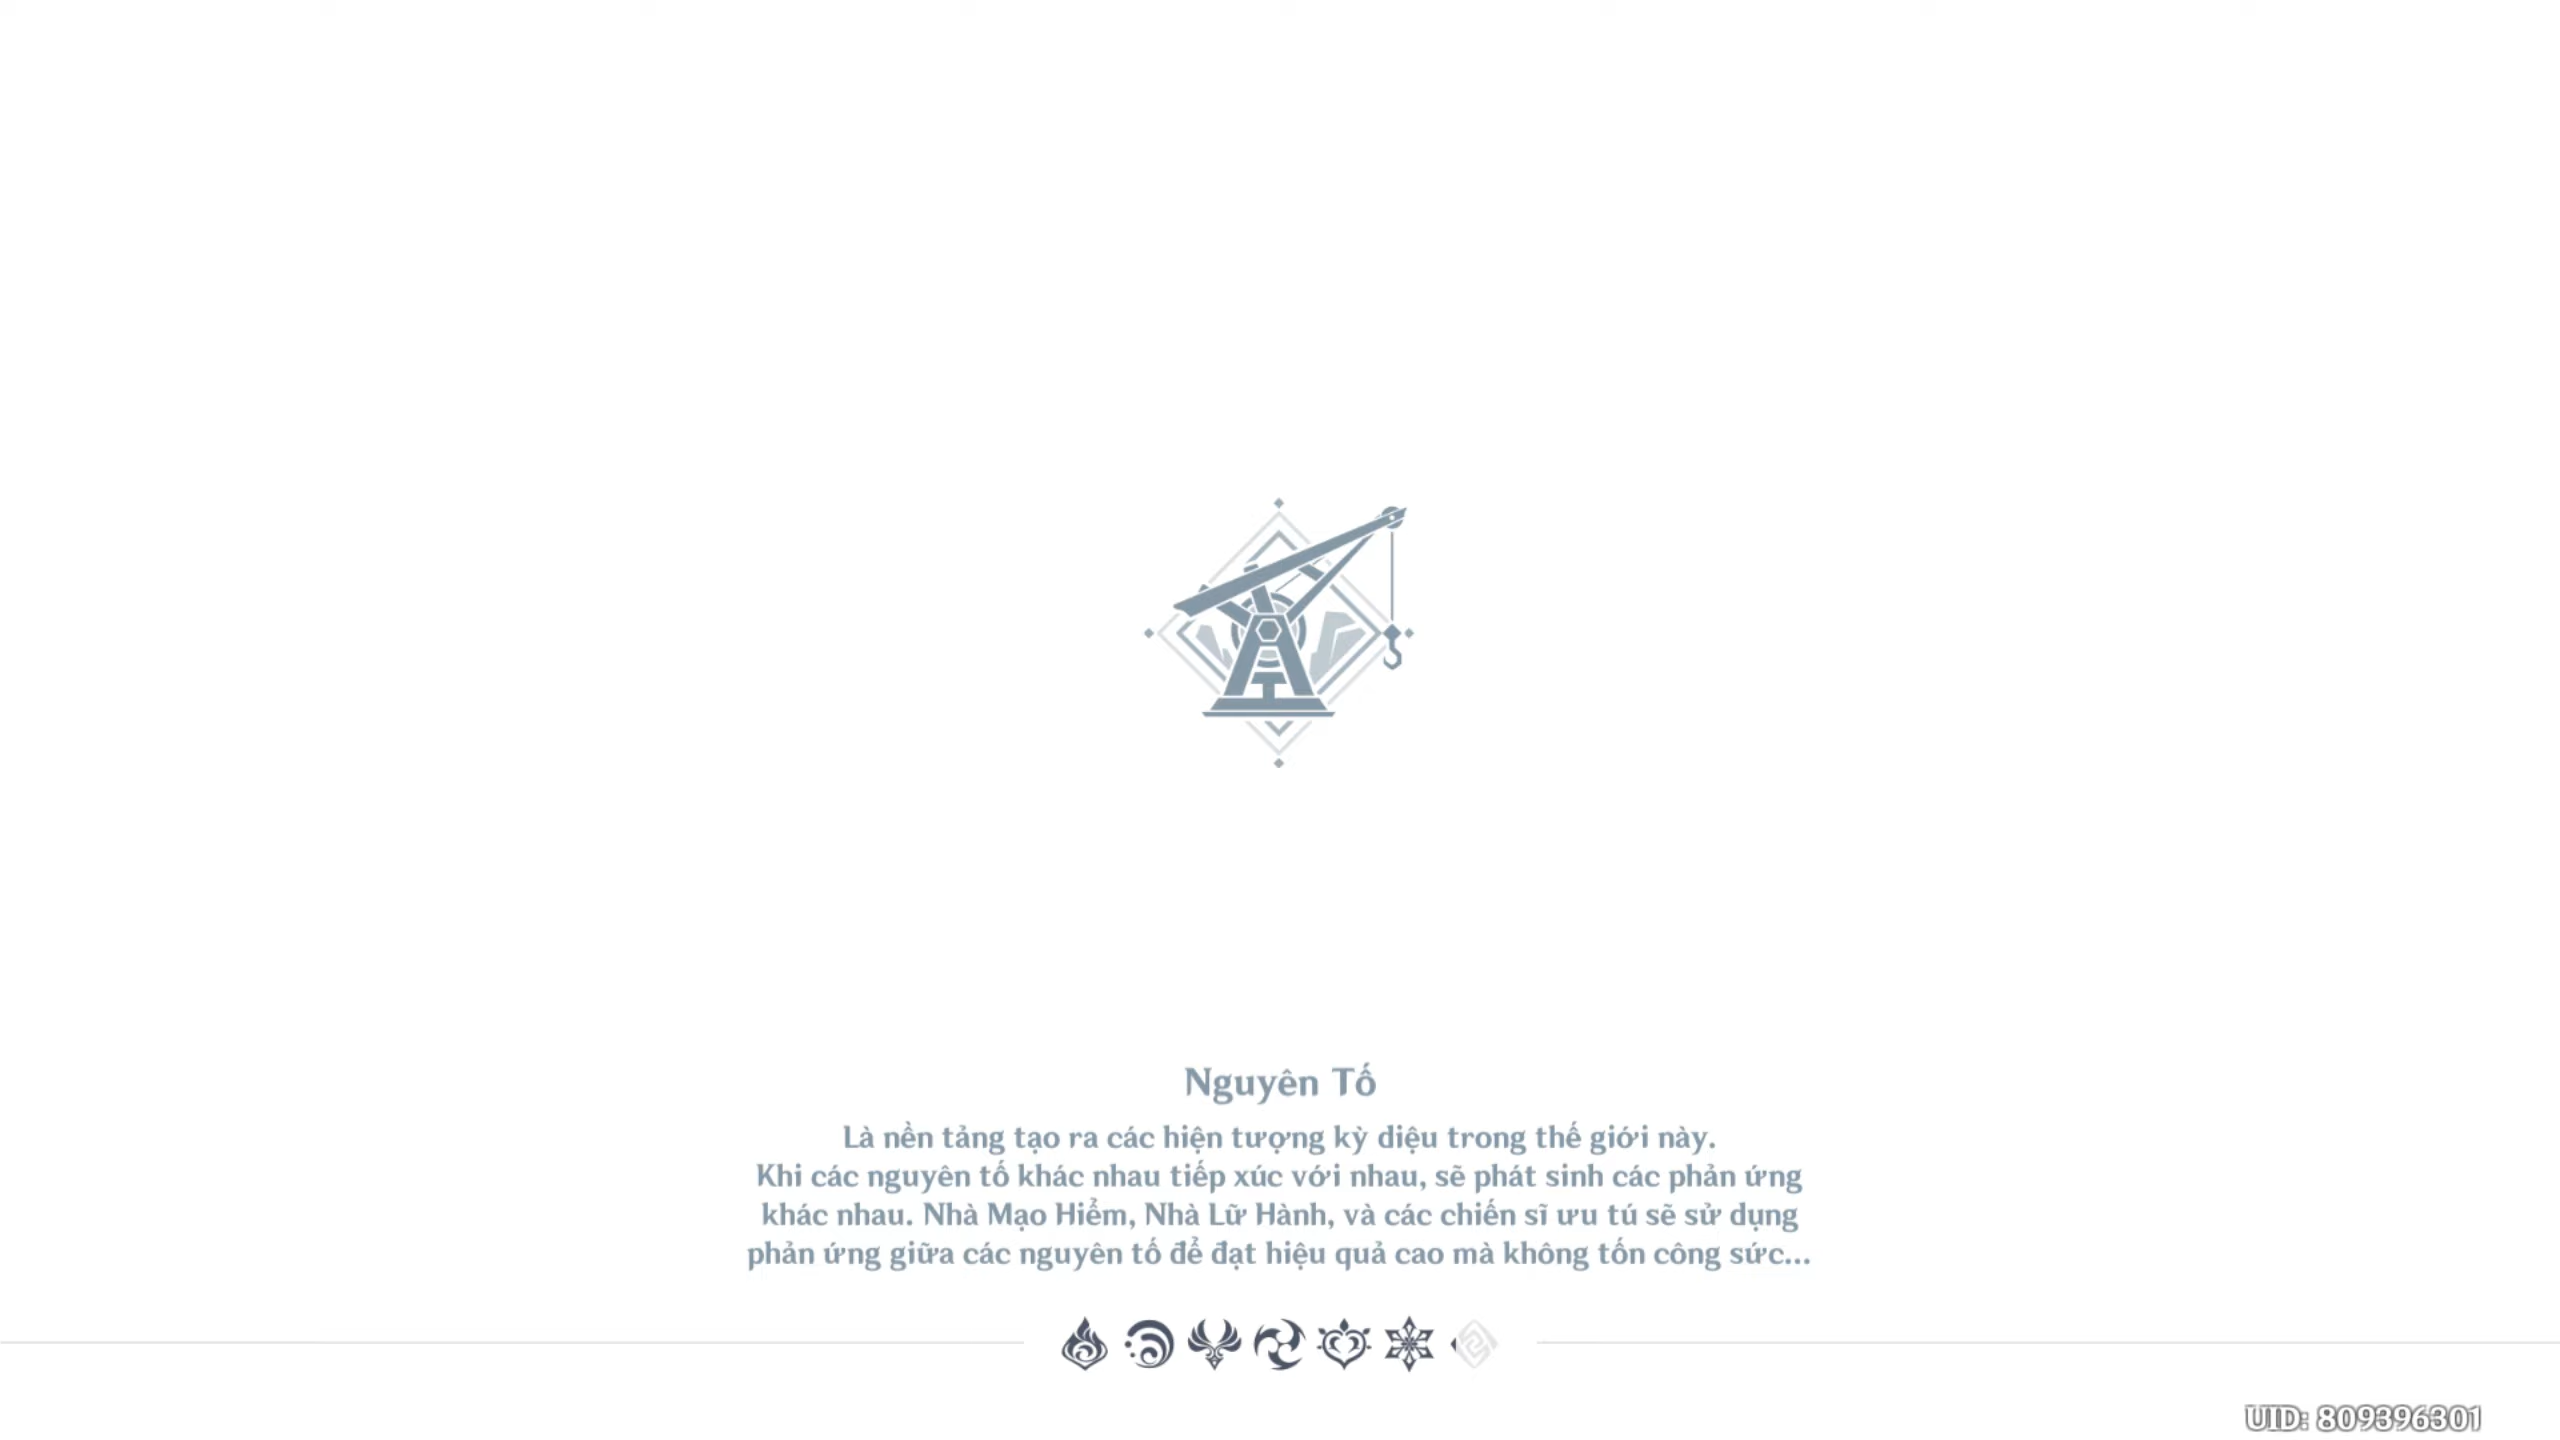 Nguyên Tố
Là nền tảng tạo ra các hiện tượng kỳ diệu trong thế giới này.
Khi các nguyên tố khác nhau tiếp xúc với nhau, sẽ phát sinh các phản ứng
khác nhau. Nhà Mạo Hiểm, Nhà Lữ Hành, và các chiến sĩ ưu tú sẽ sử dụng
phản ứng giữa các nguyên tố để đạt hiệu quả cao mà không tốn công sức...
UID: 809396301